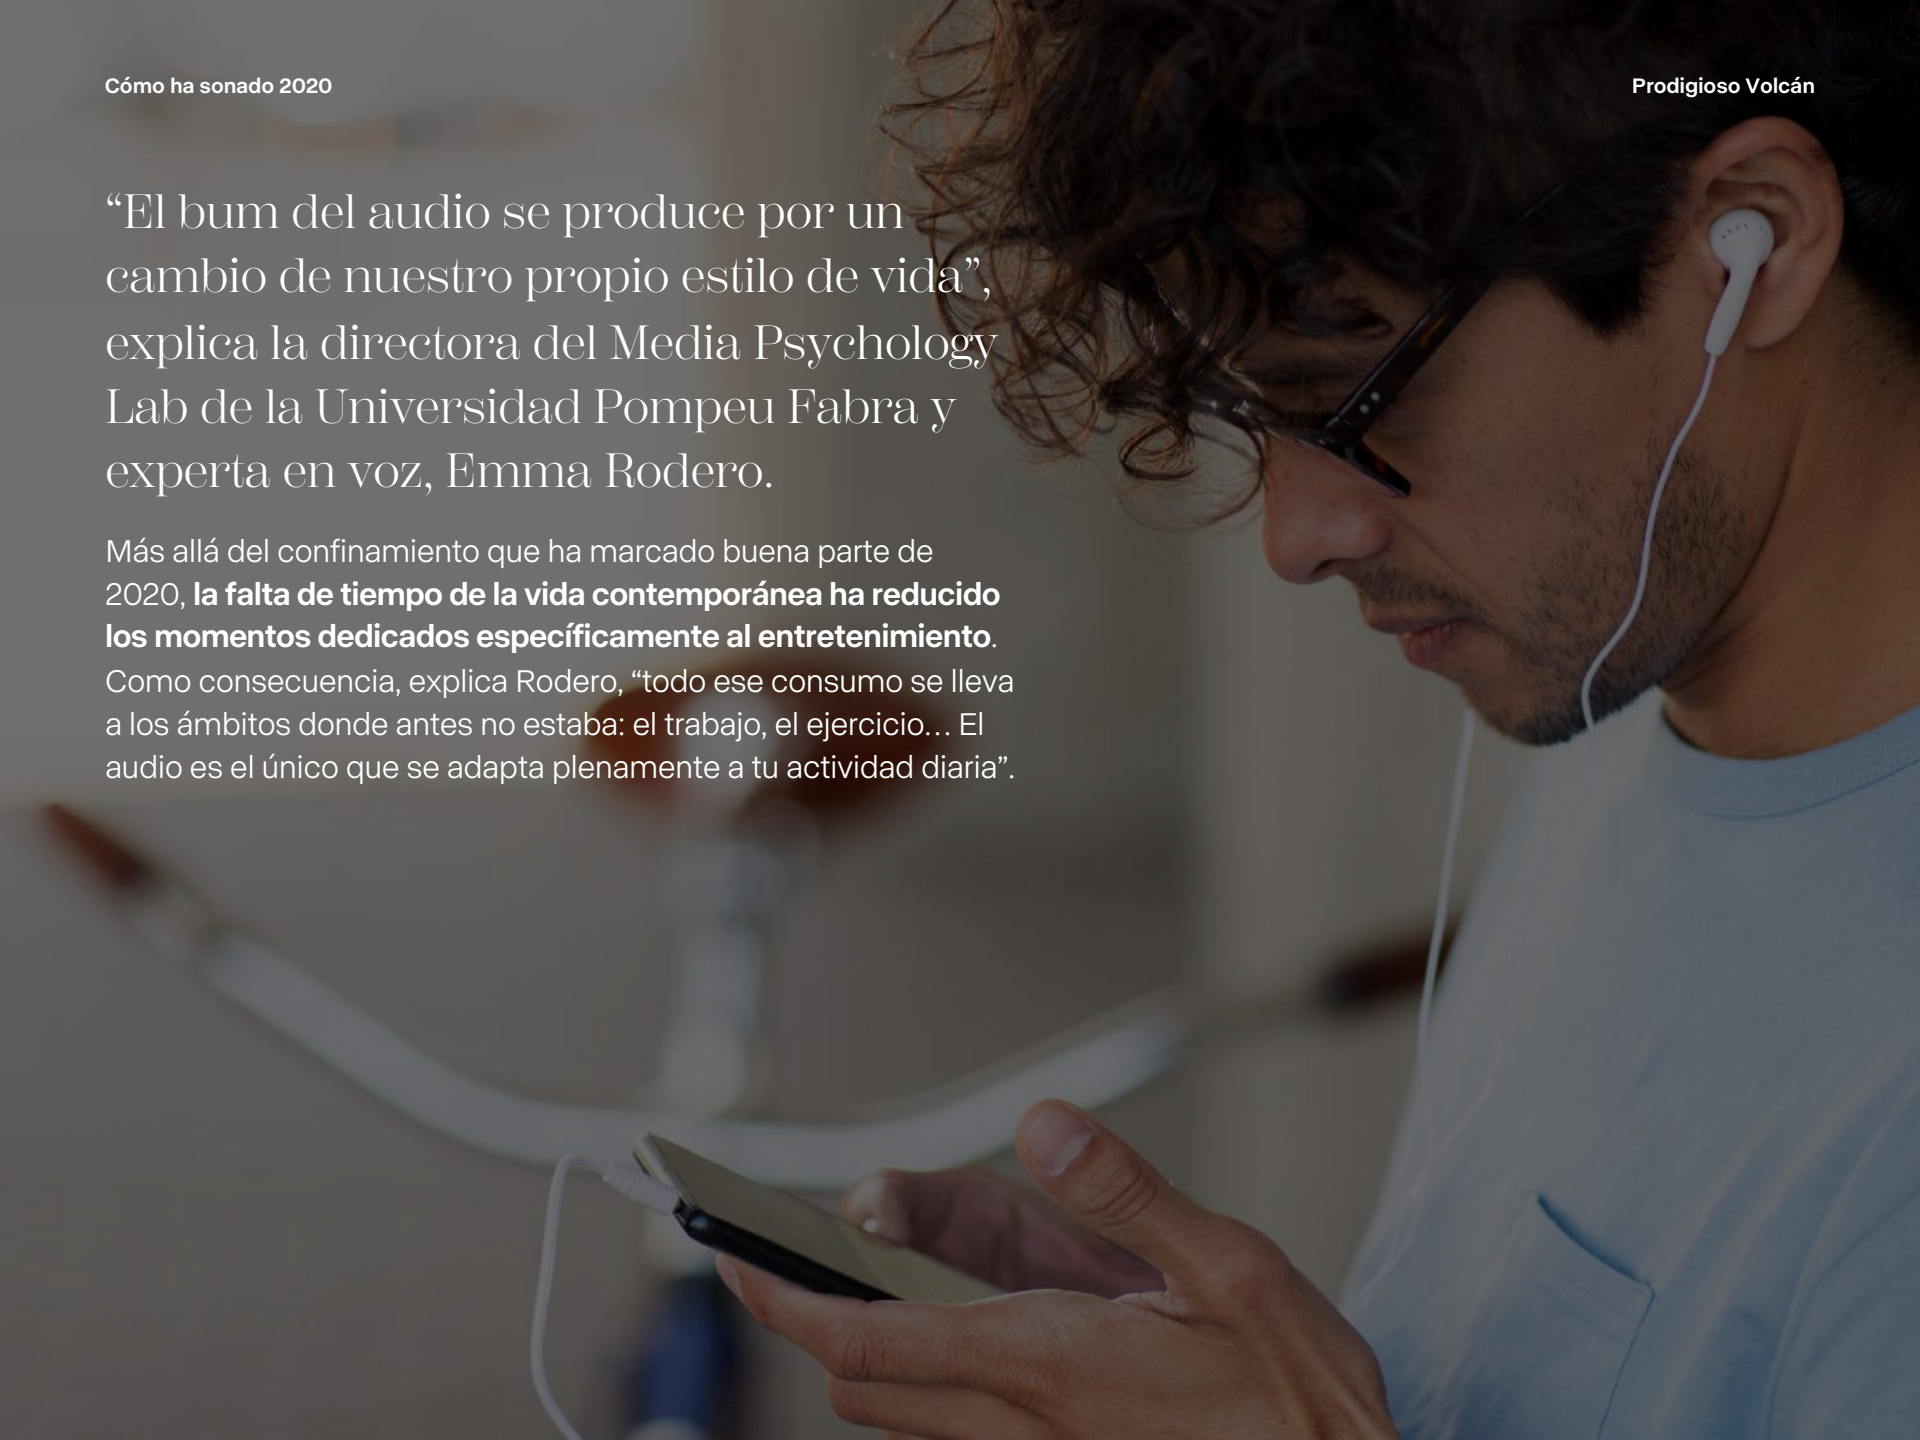 Cómo ha sonado 2020
Prodigioso Volcán
“El bum del audio se produce por un
cambio de nuestro propio estilo de vida”,
explica la directora del Media Psychology
Lab de la Universidad Pompeu Fabra y
experta en voz, Emma Rodero.
Más allá del confinamiento que ha marcado buena parte de
2020, la falta de tiempo de la vida contemporánea ha reducido
los momentos dedicados específicamente al entretenimiento.
Como consecuencia, explica Rodero, “todo ese consumo se lleva
a los ámbitos donde antes no estaba: el trabajo, el ejercicio… El
audio es el único que se adapta plenamente a tu actividad diaria”.